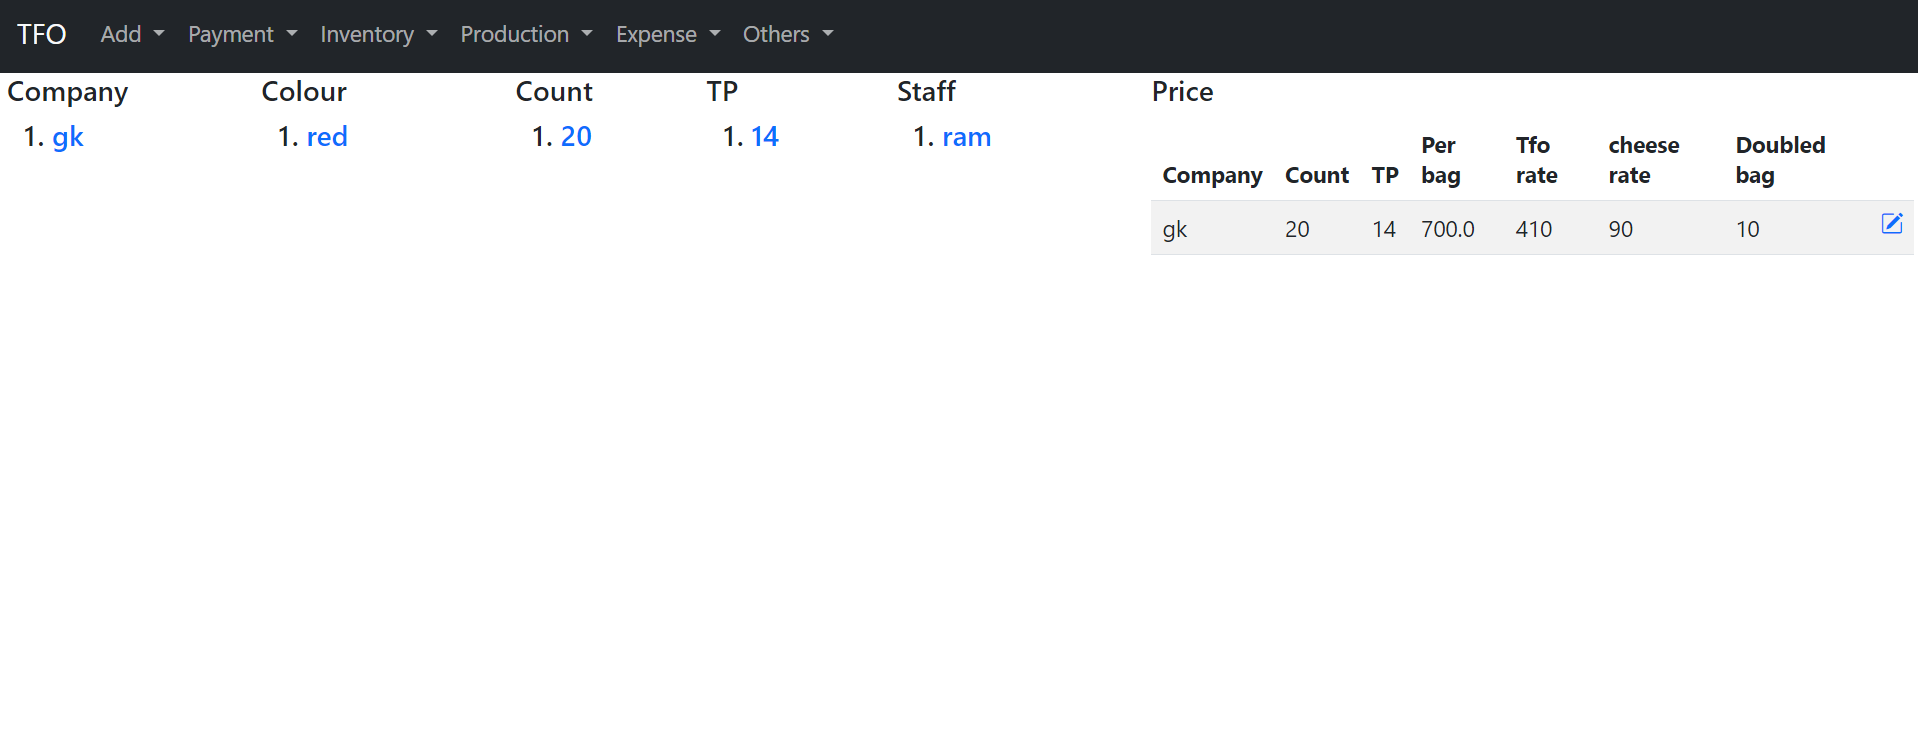 TFO Add Payment Inventory Production Expense Others
Company Colour Count TP Staff Price
1. gk 1. red 1. 20 1. 14 1. ram
Company Count TP Per bag Tfo rate cheese rate Doubled bag
gk 20 14 700.0 410 90 10